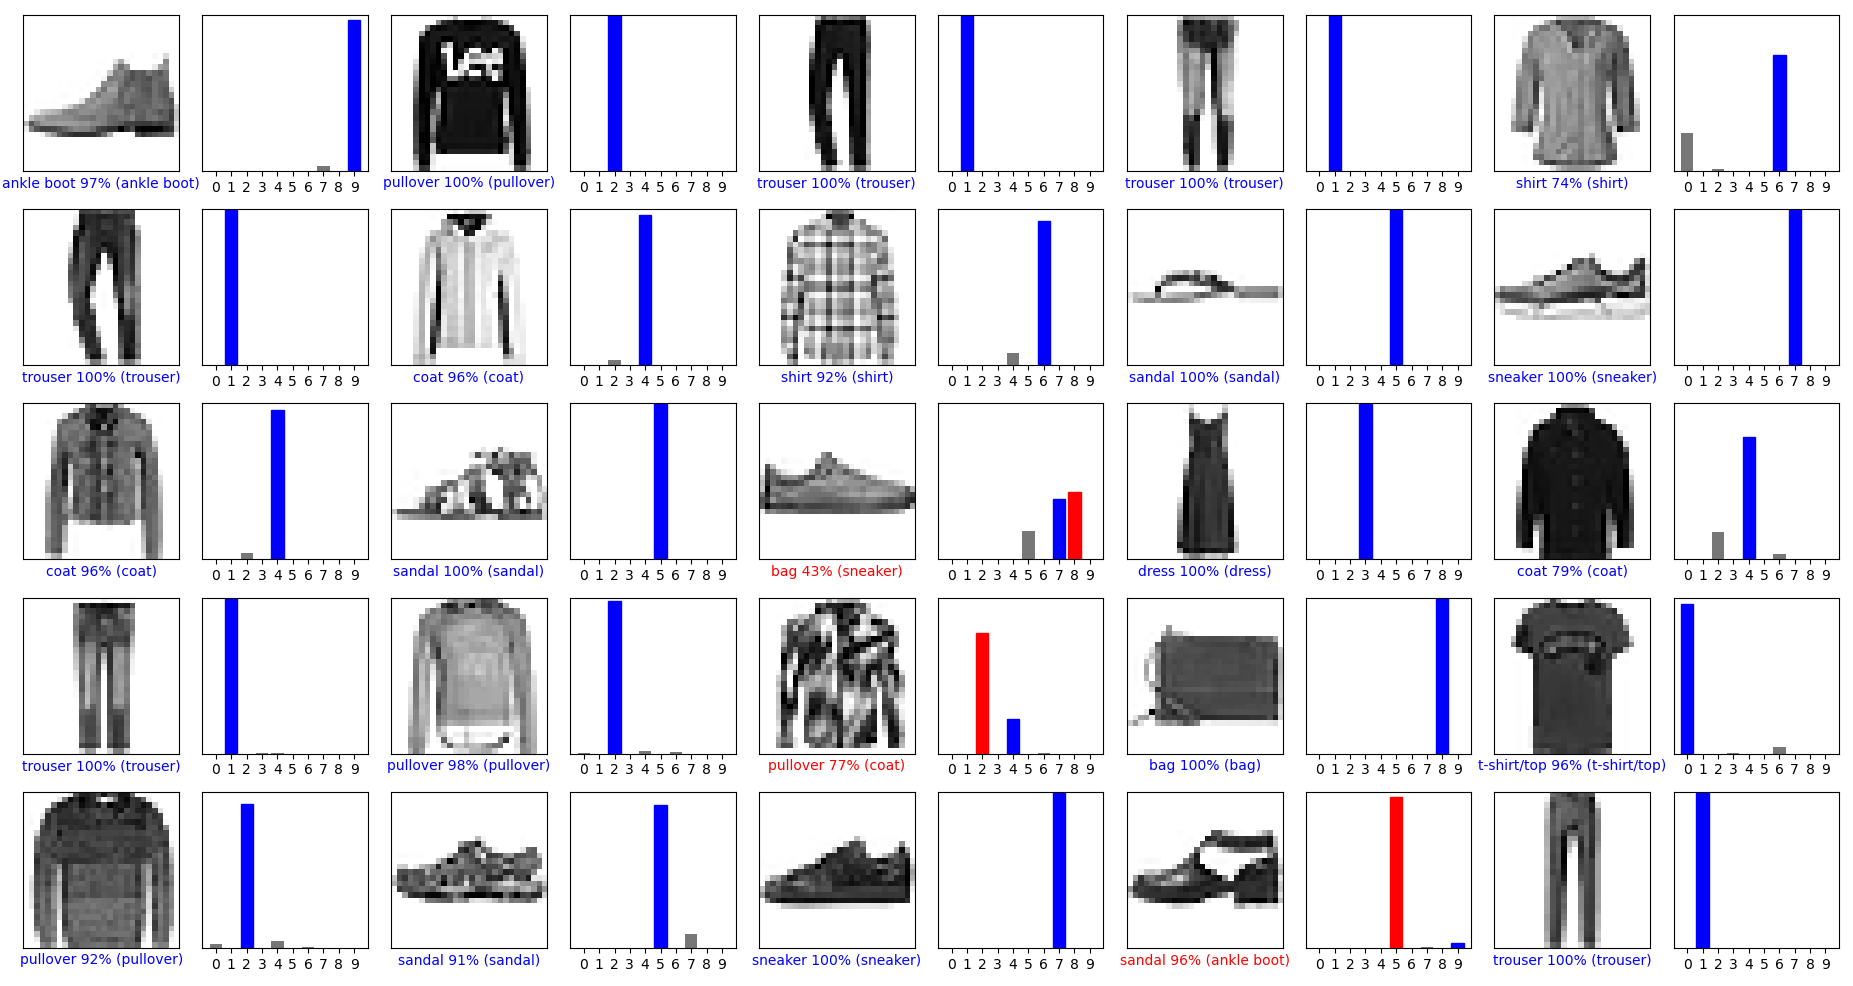 Lee
0 1 2 3 4 5 6 7 8 9 0 1 2 3 4 5 6 7 8 9 0 1 2 3 4 5 6 7 8 9 0 1 2 3 4 5 6 7 8 9 0 1 2 3 4 5 6 7 8 9
ankle boot 97% (ankle boot) pullover 100% (pullover) trouser 100% (trouser) trouser 100% (trouser) shirt 74% (shirt)
0 1 2 3 4 5 6 7 8 9 0 1 2 3 4 5 6 7 8 9 0 1 2 3 4 5 6 7 8 9 0 1 2 3 4 5 6 7 8 9 0 1 2 3 4 5 6 7 8 9
trouser 100% (trouser) coat 96% (coat) shirt 92% (shirt) sandal 100% (sandal) sneaker 100% (sneaker)
0 1 2 3 4 5 6 7 8 9 0 1 2 3 4 5 6 7 8 9 0 1 2 3 4 5 6 7 8 9 0 1 2 3 4 5 6 7 8 9 0 1 2 3 4 5 6 7 8 9
coat 96% (coat) sandal 100% (sandal) bag 43% (sneaker) dress 100% (dress) coat 79% (coat)
0 1 2 3 4 5 6 7 8 9 0 1 2 3 4 5 6 7 8 9 0 1 2 3 4 5 6 7 8 9 0 1 2 3 4 5 6 7 8 9 0 1 2 3 4 5 6 7 8 9
trouser 100% (trouser) pullover 98% (pullover) pullover 77% (coat) bag 100% (bag) t-shirt/top 96% (t-shirt/top)
0 1 2 3 4 5 6 7 8 9 0 1 2 3 4 5 6 7 8 9 0 1 2 3 4 5 6 7 8 9 0 1 2 3 4 5 6 7 8 9 0 1 2 3 4 5 6 7 8 9
pullover 92% (pullover) sandal 91% (sandal) sneaker 100% (sneaker) sandal 96% (ankle boot) trouser 100% (trouser)